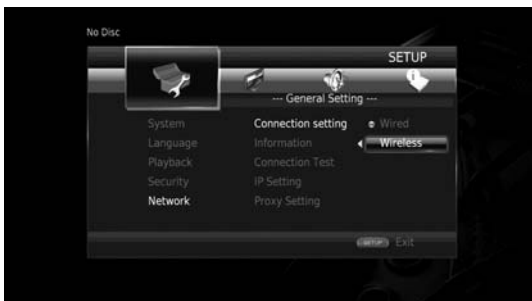 No Disc
SETUP
--- General Setting ---
System
Connection setting
Wired
Language
Information
Wireless
Playback
Connection Test
Security
IP Setting
Network
Proxy Setting
SETUP Exit